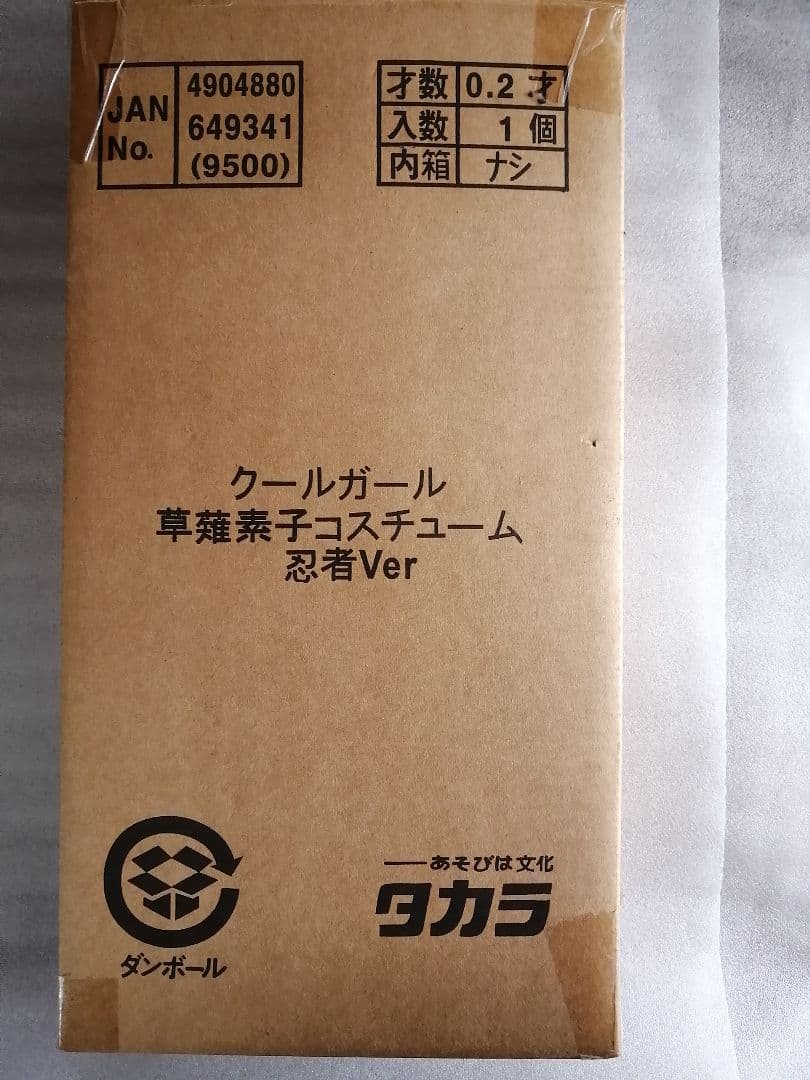 JAN No.
4904880
649341
(9500)
才数 0.2 才
入数 1 個
内箱 ナシ
クールガール
草薙素子コスチューム
忍者Ver
あそびは文化
タカラ
ダンボール